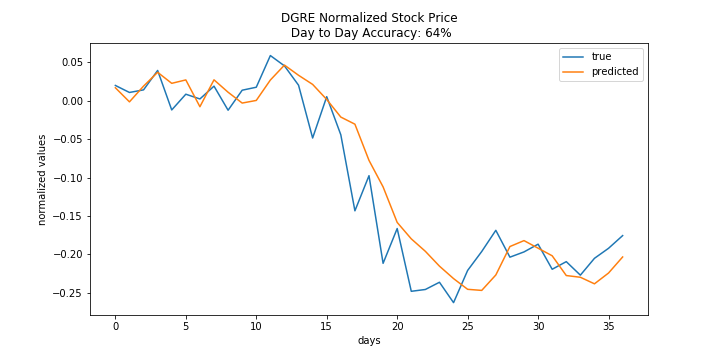 DGRE Normalized Stock Price
Day to Day Accuracy: 64%
true
predicted
normalized values
0.05
0.00
−0.05
−0.10
−0.15
−0.20
−0.25
0 5 10 15 20 25 30 35
days